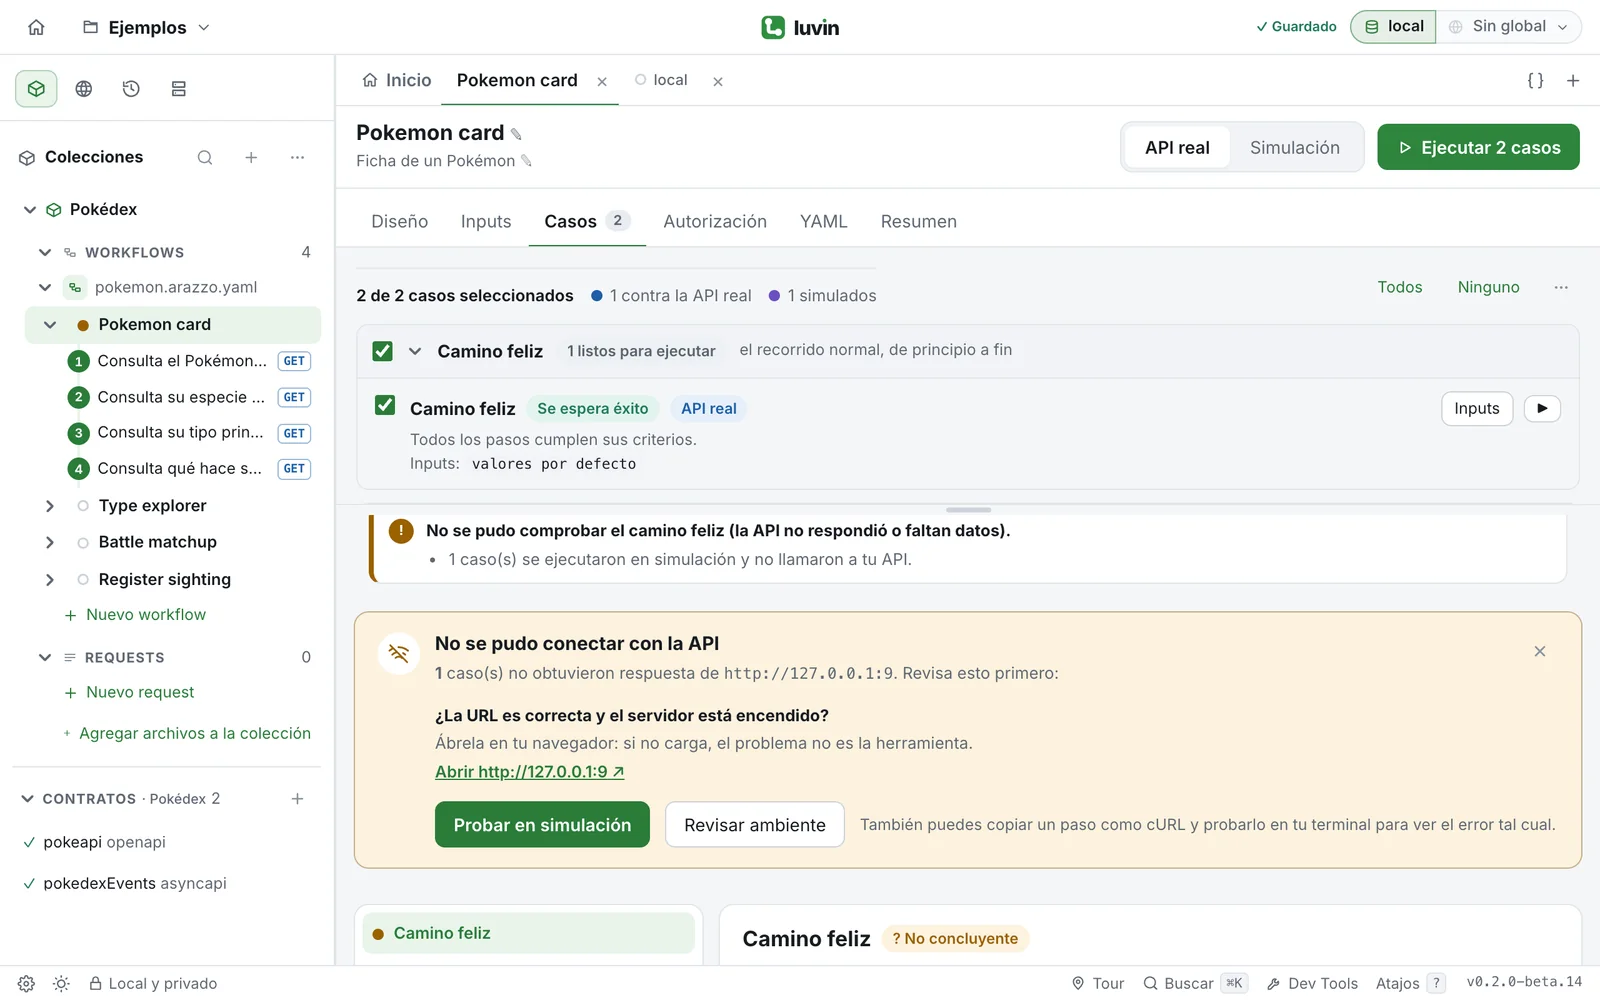 Ejemplos
luvin
Guardado
local
Sin global
Inicio
Pokemon card
local
Colecciones
Pokemon card
Ficha de un Pokémon
API real
Simulación
Ejecutar 2 casos
Pokédex
Diseño
Inputs
Casos 2
Autorización
YAML
Resumen
WORKFLOWS 4
pokemon.arazzo.yaml
Pokemon card
1 Consulta el Pokémon... GET
2 Consulta su especie ... GET
3 Consulta su tipo prin... GET
4 Consulta qué hace s... GET
Type explorer
Battle matchup
Register sighting
+ Nuevo workflow
REQUESTS 0
+ Nuevo request
+ Agregar archivos a la colección
CONTRATOS · Pokédex 2
pokeapi openapi
pokedexEvents asyncapi
2 de 2 casos seleccionados
1 contra la API real
1 simulados
Todos
Ninguno
Camino feliz
1 listos para ejecutar
el recorrido normal, de principio a fin
Camino feliz
Se espera éxito
API real
Inputs
Todos los pasos cumplen sus criterios.
Inputs: valores por defecto
No se pudo comprobar el camino feliz (la API no respondió o faltan datos).
• 1 caso(s) se ejecutaron en simulación y no llamaron a tu API.
No se pudo conectar con la API
1 caso(s) no obtuvieron respuesta de http://127.0.0.1:9. Revisa esto primero:
¿La URL es correcta y el servidor está encendido?
Ábrela en tu navegador: si no carga, el problema no es la herramienta.
Abrir http://127.0.0.1:9 ↗
Probar en simulación
Revisar ambiente
También puedes copiar un paso como cURL y probarlo en tu terminal para ver el error tal cual.
Camino feliz
Camino feliz
? No concluyente
Local y privado
Tour
Buscar ⌘K
Dev Tools
Atajos ?
v0.2.0-beta.14